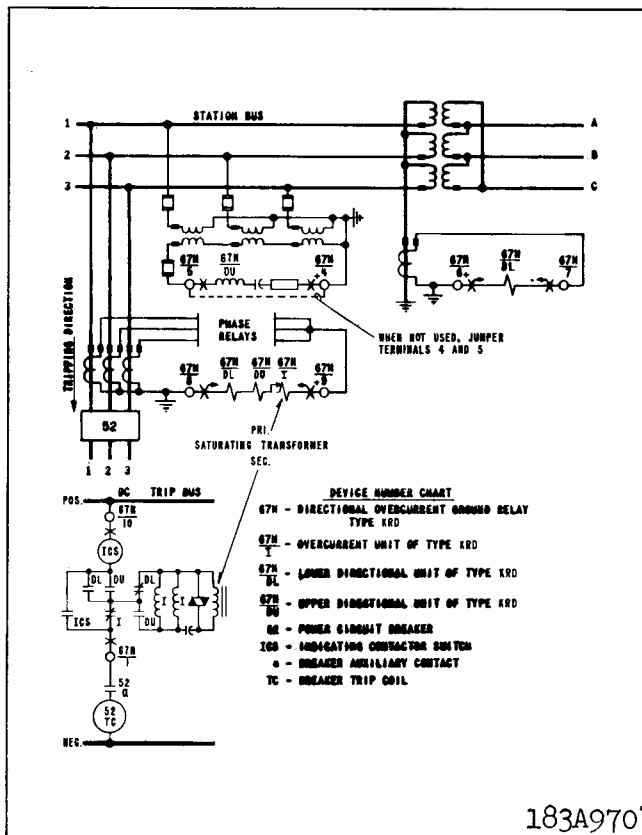 STATION BUS
1
A
2
B
3
C
67N
5
67N
DU
67N
+4
67N
6+
67N
DL
67N
7
WHEN NOT USED, JUMPER
TERMINALS 4 AND 5
TRIPPING DIRECTION
PHASE
RELAYS
67N
8
67N
DL
67N
DU
67N
I
67N
+9
52
1 2 3
PRI.
SATURATING TRANSFORMER
SEC.
POS.
DC TRIP BUS
67N
10
ICS
DL
DU
DL
ICS
I
DU
I
I
67N
1
52
a
52
TC
NEG.
DEVICE NUMBER CHART
67N - DIRECTIONAL OVERCURRENT GROUND RELAY
TYPE KRD
67N
I - OVERCURRENT UNIT OF TYPE KRD
67N
DL - LOWER DIRECTIONAL UNIT OF TYPE KRD
67N
DU - UPPER DIRECTIONAL UNIT OF TYPE KRD
52 - POWER CIRCUIT BREAKER
ICS - INDICATING CONTACTOR SWITCH
a - BREAKER AUXILIARY CONTACT
TC - BREAKER TRIP COIL
183A970